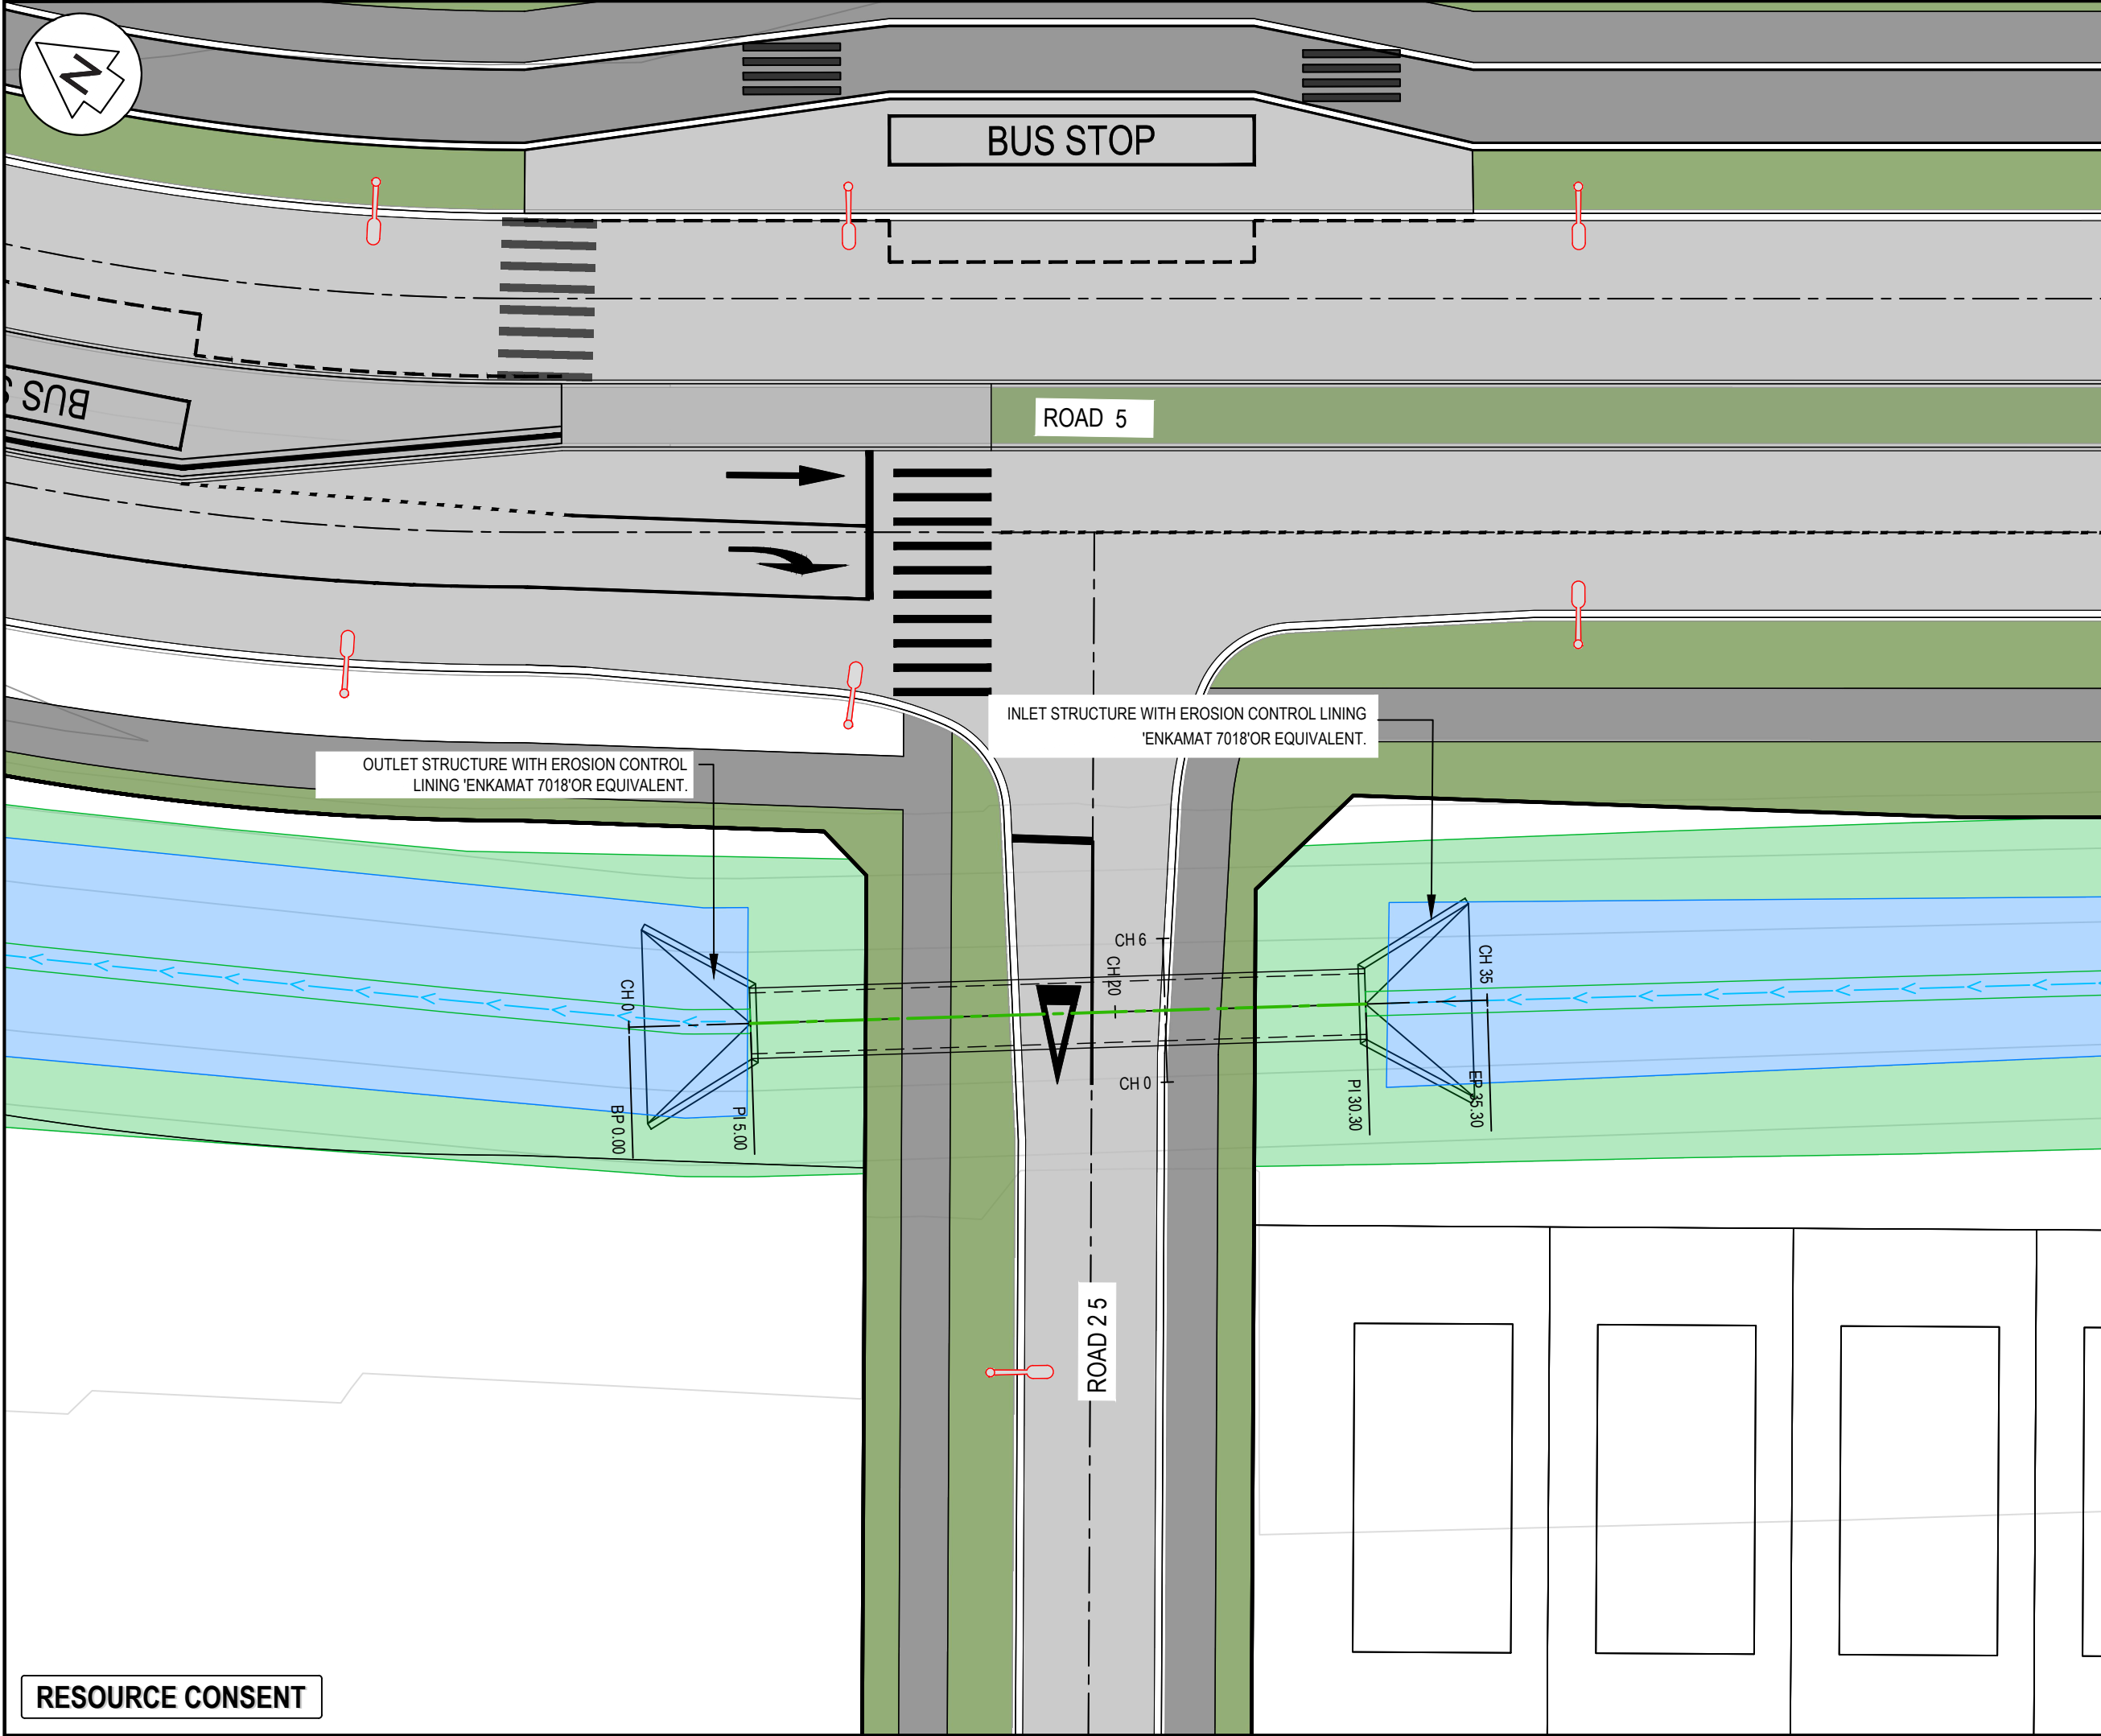 N
BUS STOP
BUS S
ROAD 5
INLET STRUCTURE WITH EROSION CONTROL LINING
'ENKAMAT 7018'OR EQUIVALENT.
OUTLET STRUCTURE WITH EROSION CONTROL
LINING 'ENKAMAT 7018'OR EQUIVALENT.
CH 6
CH 20
CH 35
CH 0
CH 0
BP 0.00
PI 5.00
PI 30.30
EP 35.30
ROAD 2 5
RESOURCE CONSENT